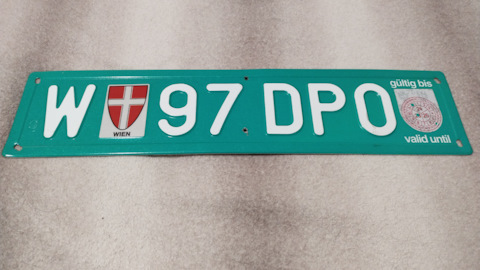 W 97 DPO
WIEN
gültig bis
valid until